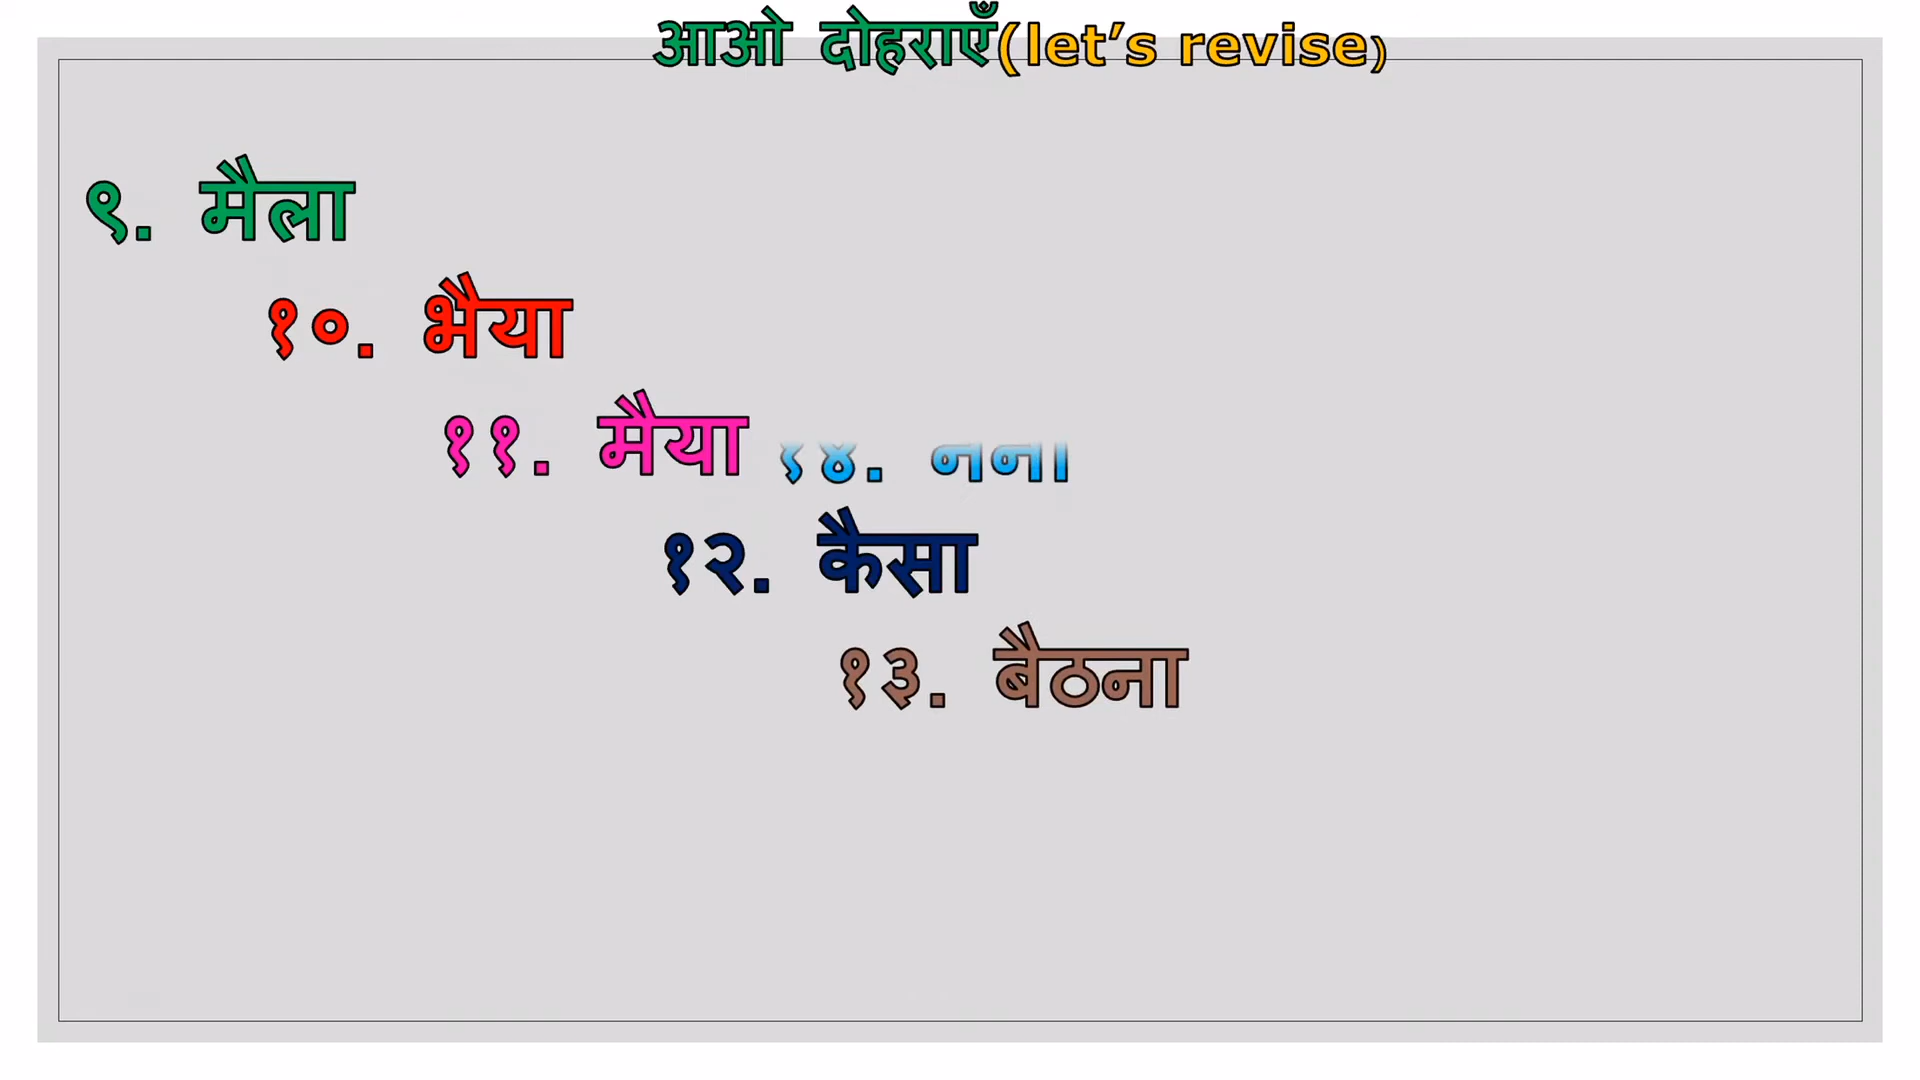 आओ दोहराएँ(let’s revise)
९. मैला
१०. भैया
११. मैया
१२. कैसा
१३. बैठना